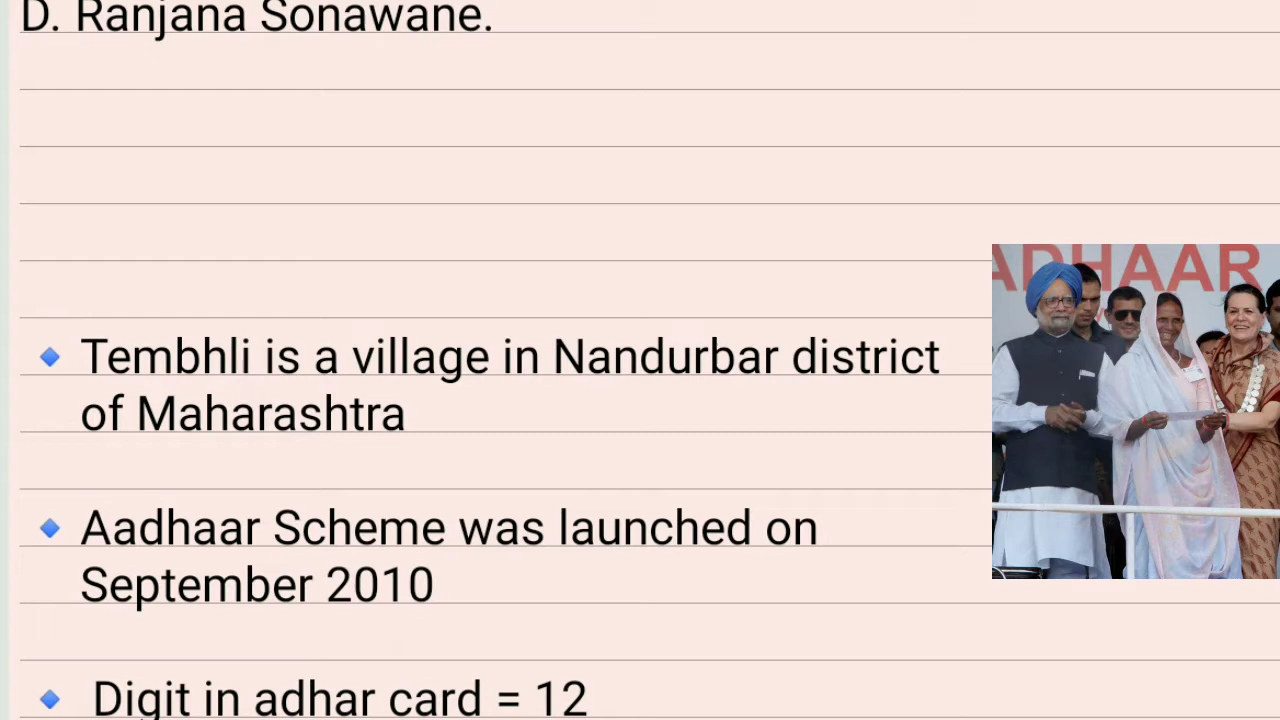 D. Ranjana Sonawane.
ADHAAR
🔹 Tembhli is a village in Nandurbar district
of Maharashtra
🔹 Aadhaar Scheme was launched on
September 2010
🔹 Digit in adhar card = 12